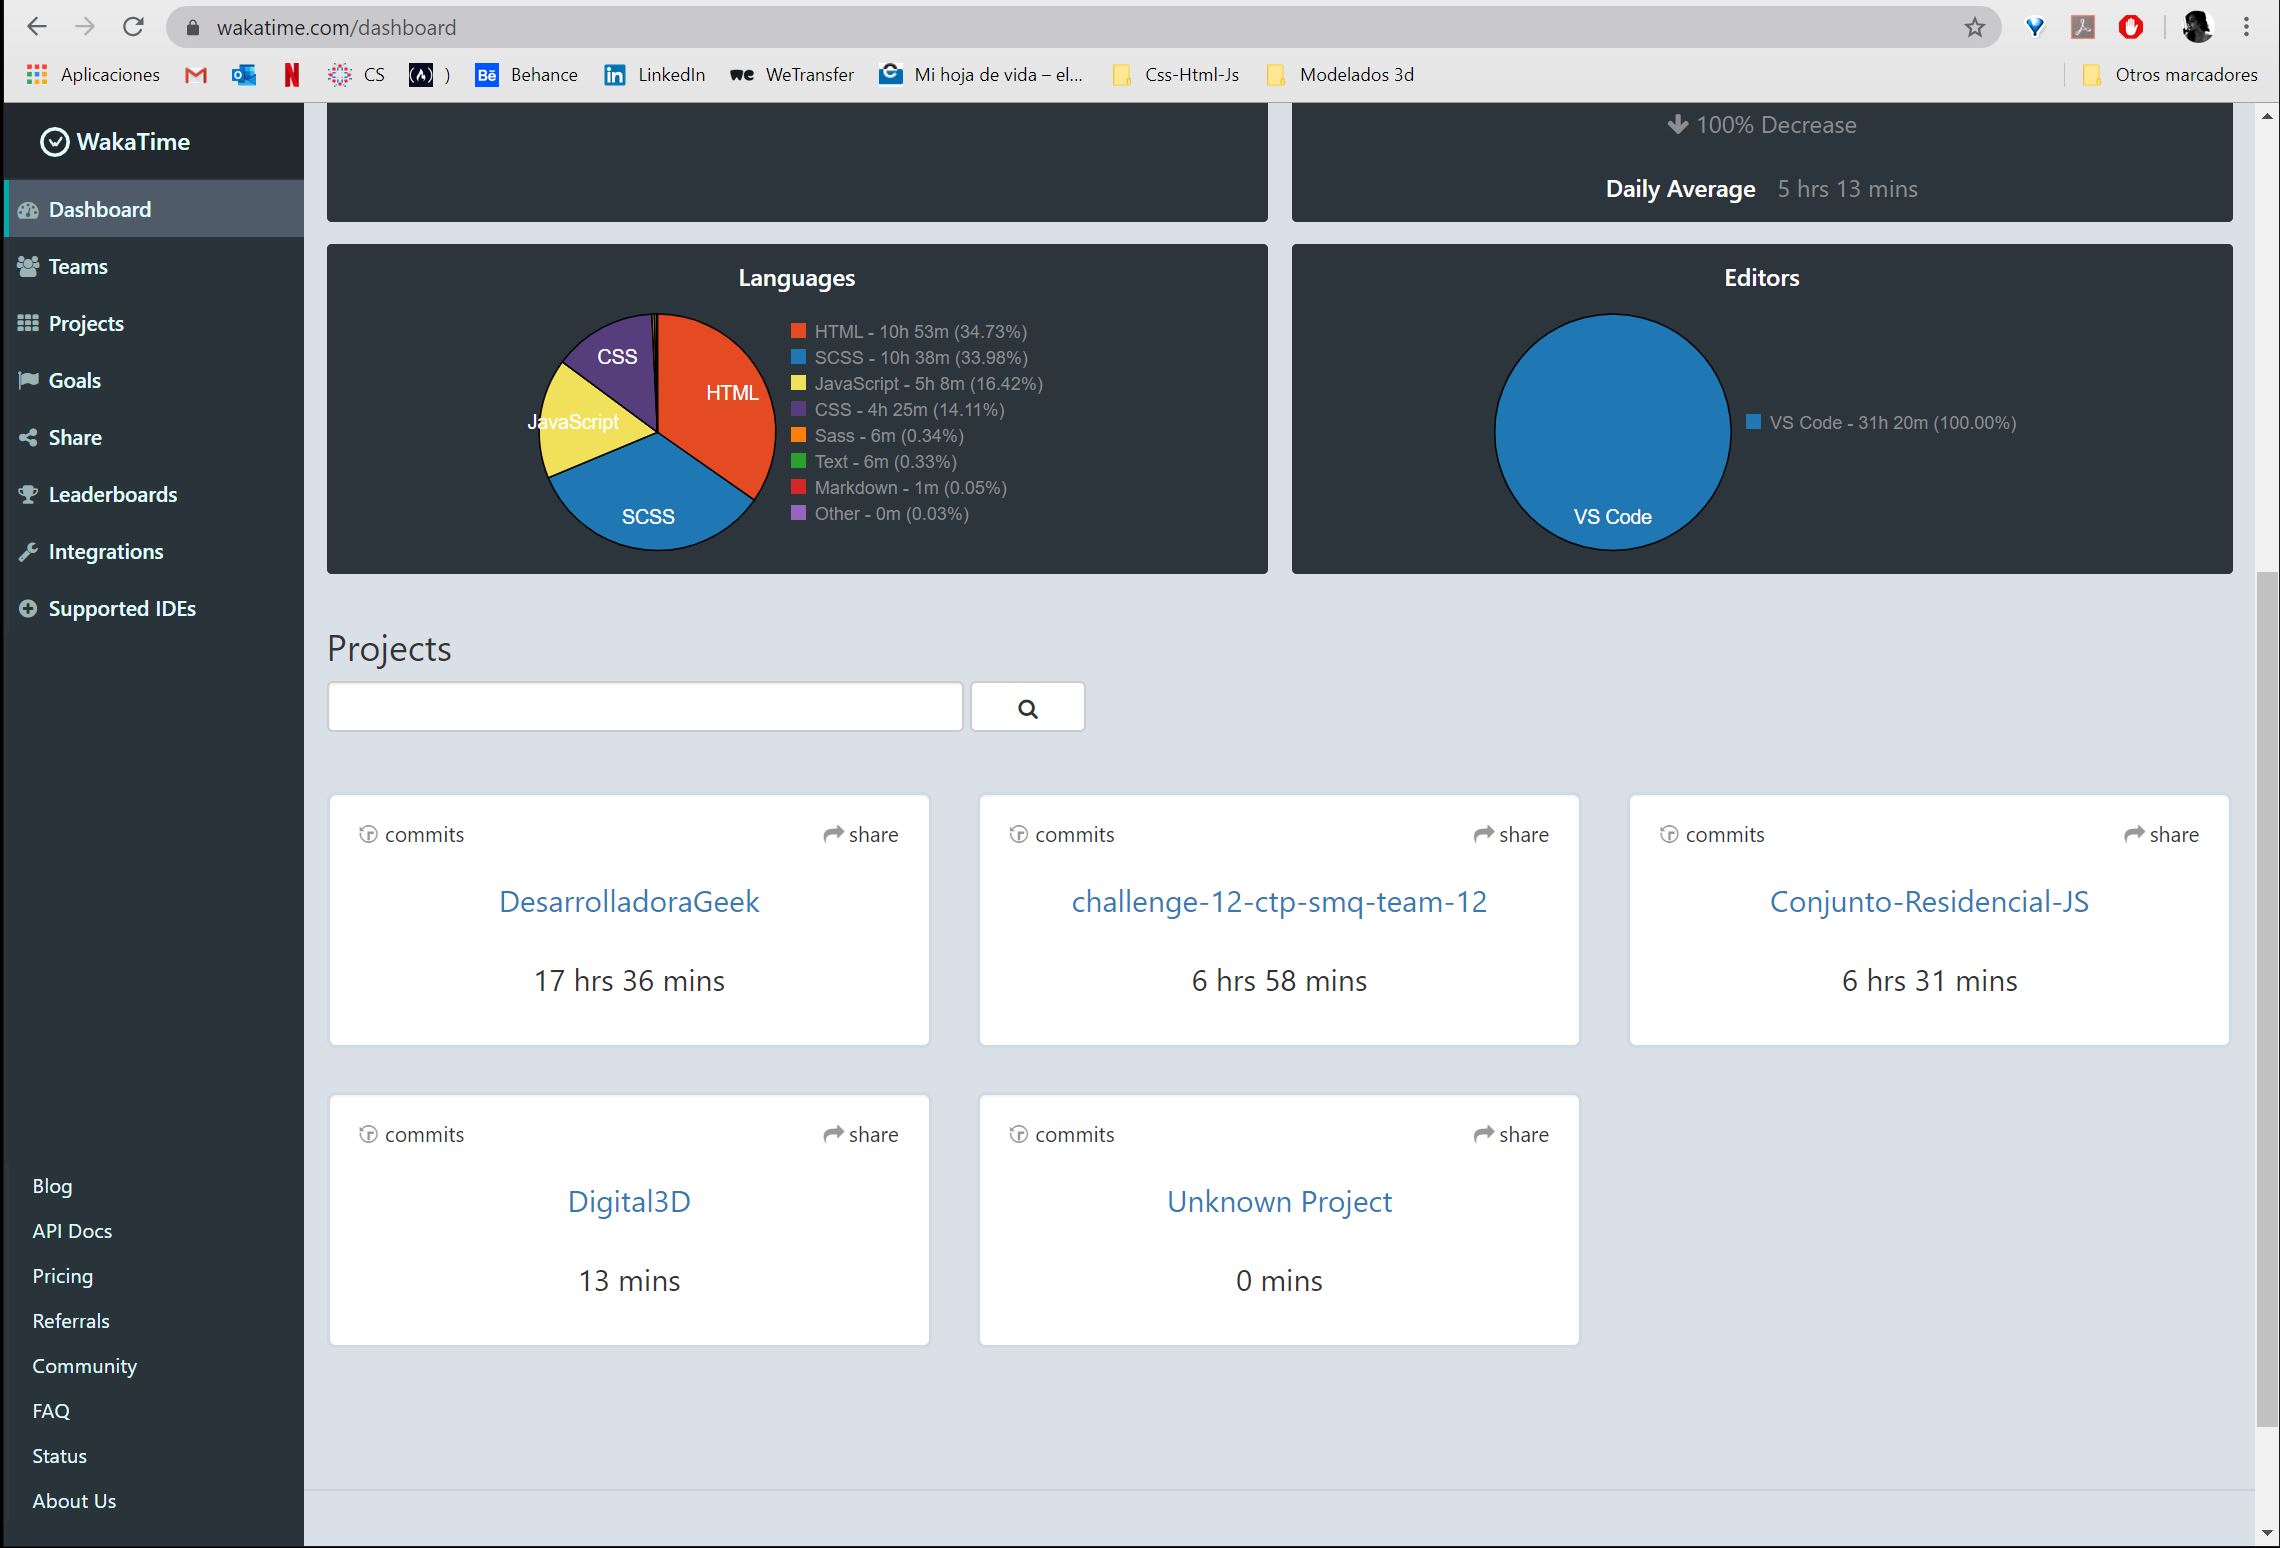 wakatime.com/dashboard
Aplicaciones
CS
)
Behance
LinkedIn
WeTransfer
Mi hoja de vida – el...
Css-Html-Js
Modelados 3d
Otros marcadores
WakaTime
Dashboard
Teams
Projects
Goals
Share
Leaderboards
Integrations
Supported IDEs
Blog
API Docs
Pricing
Referrals
Community
FAQ
Status
About Us
100% Decrease
Daily Average 5 hrs 13 mins
Languages
CSS
HTML
JavaScript
SCSS
HTML - 10h 53m (34.73%)
SCSS - 10h 38m (33.98%)
JavaScript - 5h 8m (16.42%)
CSS - 4h 25m (14.11%)
Sass - 6m (0.34%)
Text - 6m (0.33%)
Markdown - 1m (0.05%)
Other - 0m (0.03%)
Editors
VS Code
VS Code - 31h 20m (100.00%)
Projects
commits share
DesarrolladoraGeek
17 hrs 36 mins
commits share
challenge-12-ctp-smq-team-12
6 hrs 58 mins
commits share
Conjunto-Residencial-JS
6 hrs 31 mins
commits share
Digital3D
13 mins
commits share
Unknown Project
0 mins